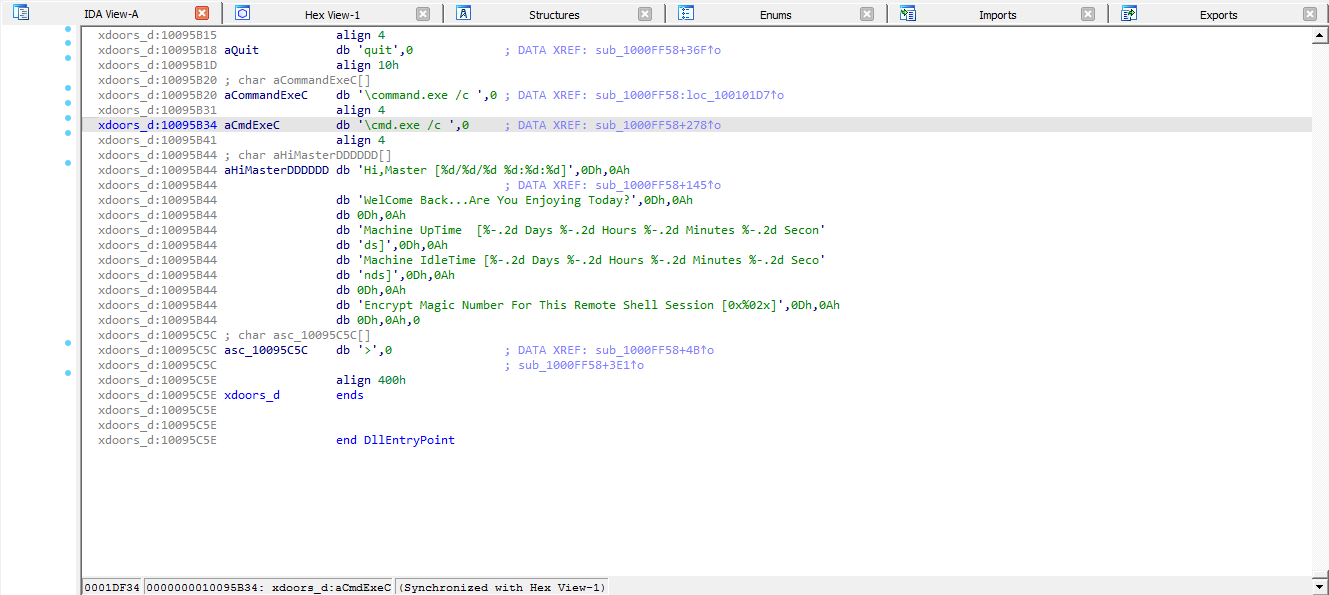 IDA View-A Hex View-1 Structures Enums Imports Exports
xdoors_d:10095B15 align 4
xdoors_d:10095B18 aQuit db 'quit',0 ; DATA XREF: sub_1000FF58+36F↑o
xdoors_d:10095B1D align 10h
xdoors_d:10095B20 ; char aCommandExeC[]
xdoors_d:10095B20 aCommandExeC db '\command.exe /c ',0 ; DATA XREF: sub_1000FF58:loc_100101D7↑o
xdoors_d:10095B31 align 4
xdoors_d:10095B34 aCmdExeC db '\cmd.exe /c ',0 ; DATA XREF: sub_1000FF58+278↑o
xdoors_d:10095B41 align 4
xdoors_d:10095B44 ; char aHiMasterDDDDDD[]
xdoors_d:10095B44 aHiMasterDDDDDD db 'Hi,Master [%d/%d/%d %d:%d:%d]',0Dh,0Ah
xdoors_d:10095B44 ; DATA XREF: sub_1000FF58+145↑o
xdoors_d:10095B44 db 'WelCome Back...Are You Enjoying Today?',0Dh,0Ah
xdoors_d:10095B44 db 0Dh,0Ah
xdoors_d:10095B44 db 'Machine UpTime  [%-.2d Days %-.2d Hours %-.2d Minutes %-.2d Secon'
xdoors_d:10095B44 db 'ds]',0Dh,0Ah
xdoors_d:10095B44 db 'Machine IdleTime [%-.2d Days %-.2d Hours %-.2d Minutes %-.2d Seco'
xdoors_d:10095B44 db 'nds]',0Dh,0Ah
xdoors_d:10095B44 db 0Dh,0Ah
xdoors_d:10095B44 db 'Encrypt Magic Number For This Remote Shell Session [0x%02x]',0Dh,0Ah
xdoors_d:10095B44 db 0Dh,0Ah,0
xdoors_d:10095C5C ; char asc_10095C5C[]
xdoors_d:10095C5C asc_10095C5C db '>',0 ; DATA XREF: sub_1000FF58+4B↑o
xdoors_d:10095C5C ; sub_1000FF58+3E1↑o
xdoors_d:10095C5E align 400h
xdoors_d:10095C5E xdoors_d ends
xdoors_d:10095C5E
xdoors_d:10095C5E
xdoors_d:10095C5E end DllEntryPoint
0001DF34 0000000010095B34: xdoors_d:aCmdExeC (Synchronized with Hex View-1)